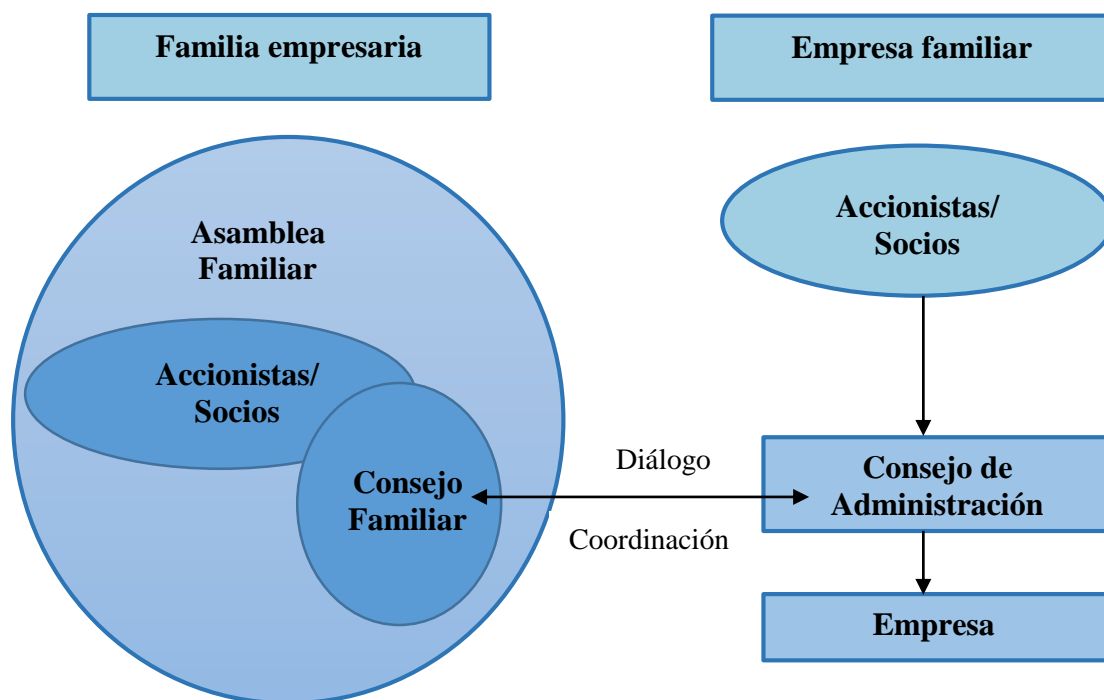 Familia empresaria
Empresa familiar
Asamblea
Familiar
Accionistas/
Socios
Consejo
Familiar
Diálogo
Coordinación
Accionistas/
Socios
Consejo de
Administración
Empresa